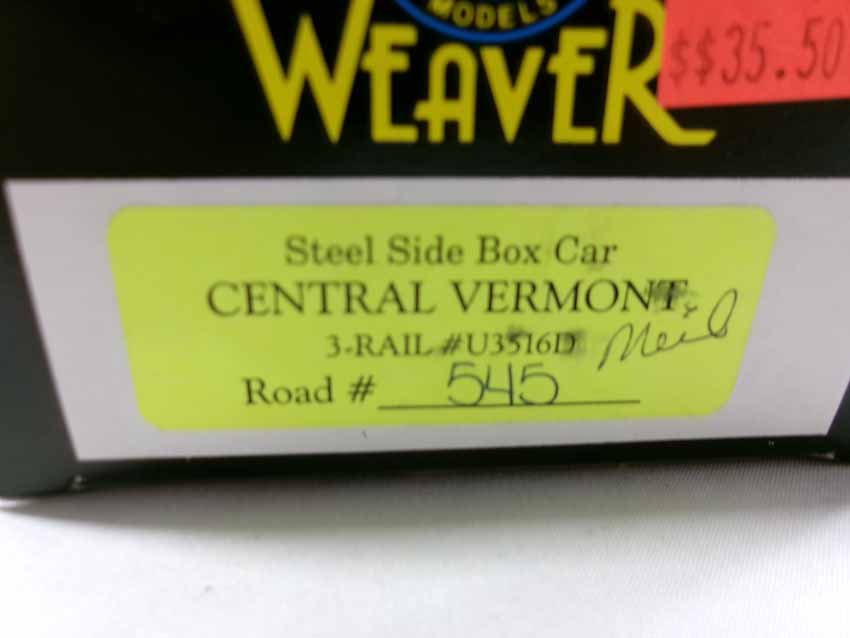 MODELS
WEAVER
$$35.50
Steel Side Box Car
CENTRAL VERMONT
3-RAIL #U3516D
Road # 545